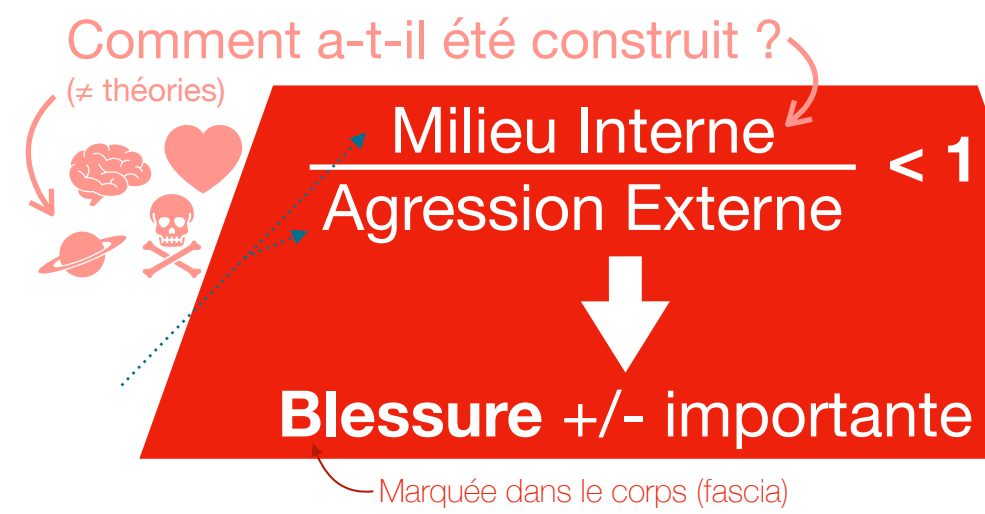 Comment a-t-il été construit ?
(≠ théories)
Milieu Interne
< 1
Agression Externe
Blessure +/- importante
Marquée dans le corps (fascia)